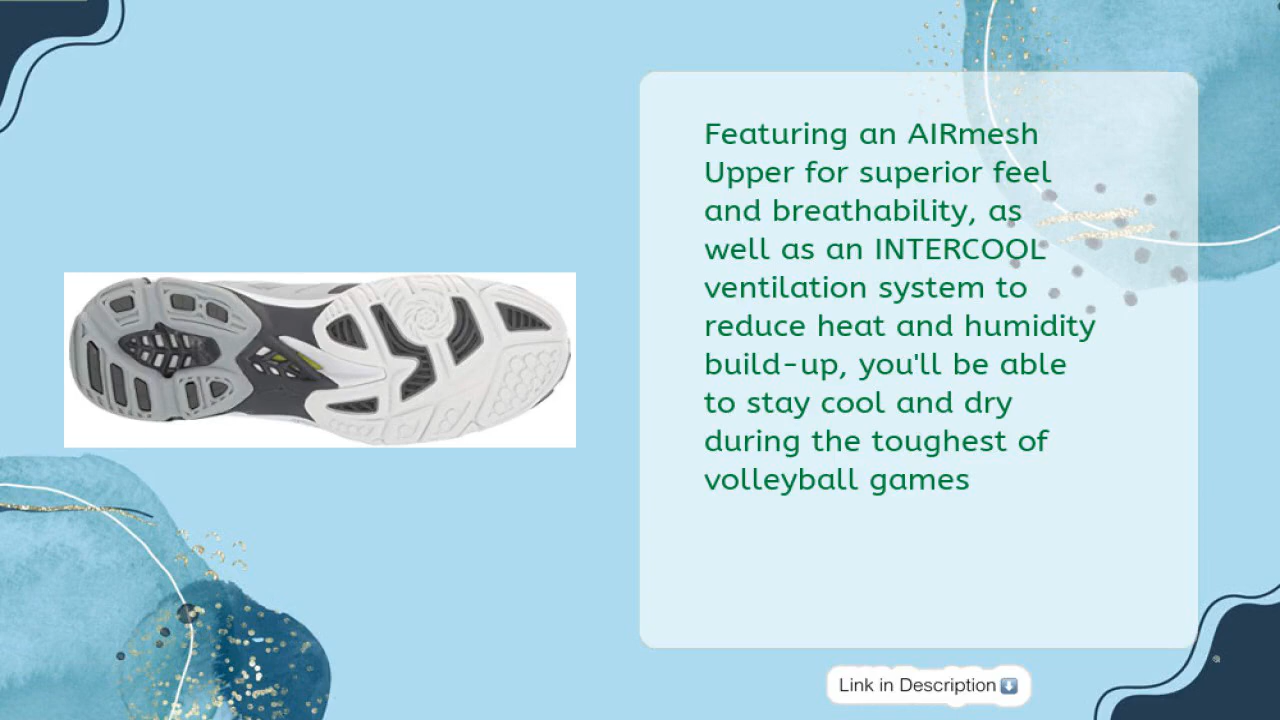 Featuring an AIRmesh
Upper for superior feel
and breathability, as
well as an INTERCOOL
ventilation system to
reduce heat and humidity
build-up, you'll be able
to stay cool and dry
during the toughest of
volleyball games
Link in Description